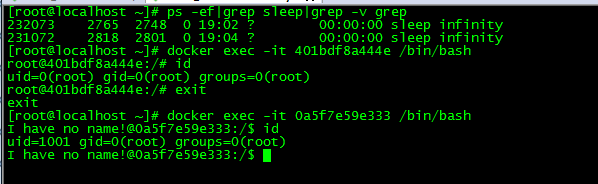 [root@localhost ~]# ps -ef|grep sleep|grep -v grep
232073    2765  2748  0 19:02 ?        00:00:00 sleep infinity
231072    2818  2801  0 19:04 ?        00:00:00 sleep infinity
[root@localhost ~]# docker exec -it 401bdf8a444e /bin/bash
root@401bdf8a444e:/# id
uid=0(root) gid=0(root) groups=0(root)
root@401bdf8a444e:/# exit
exit
[root@localhost ~]# docker exec -it 0a5f7e59e333 /bin/bash
I have no name!@0a5f7e59e333:/$ id
uid=1001 gid=0(root) groups=0(root)
I have no name!@0a5f7e59e333:/$